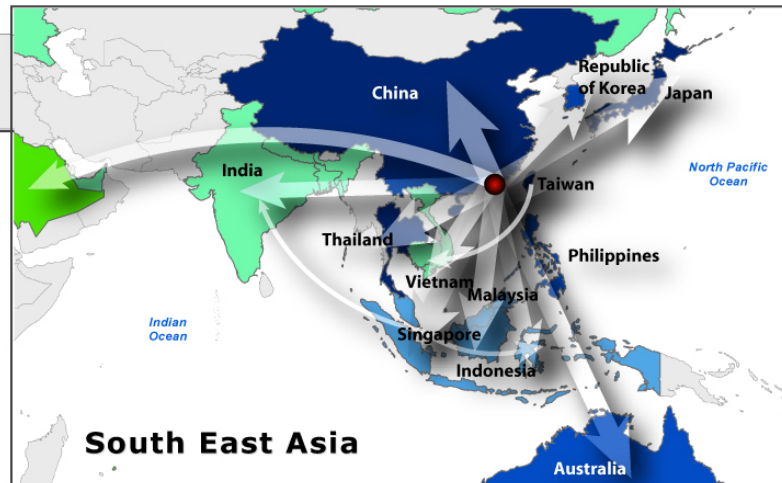 Republic
of Korea
China
Japan
North Pacific
Ocean
India
Taiwan
Thailand
Philippines
Vietnam
Malaysia
Indian
Ocean
Singapore
Indonesia
South East Asia
Australia